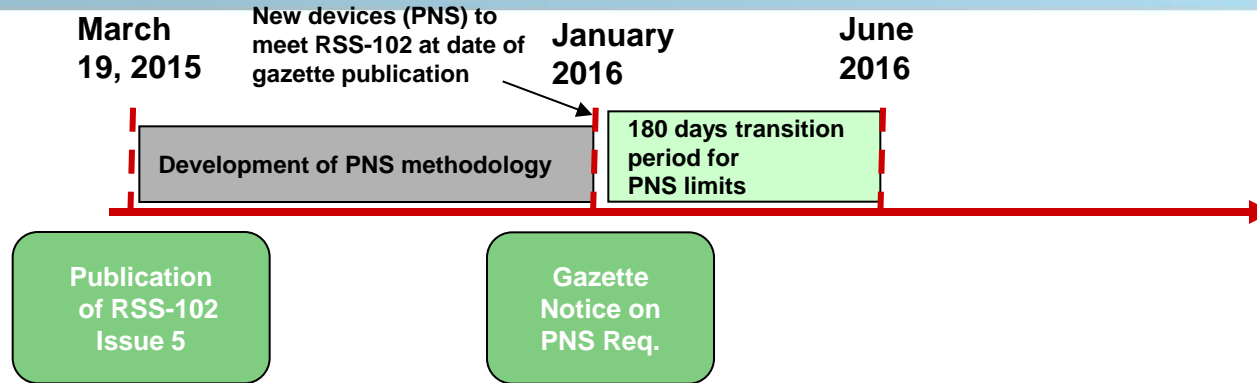 March
19, 2015
New devices (PNS) to
meet RSS-102 at date of
gazette publication
January
2016
June
2016
Development of PNS methodology
180 days transition
period for
PNS limits
Publication
of RSS-102
Issue 5
Gazette
Notice on
PNS Req.